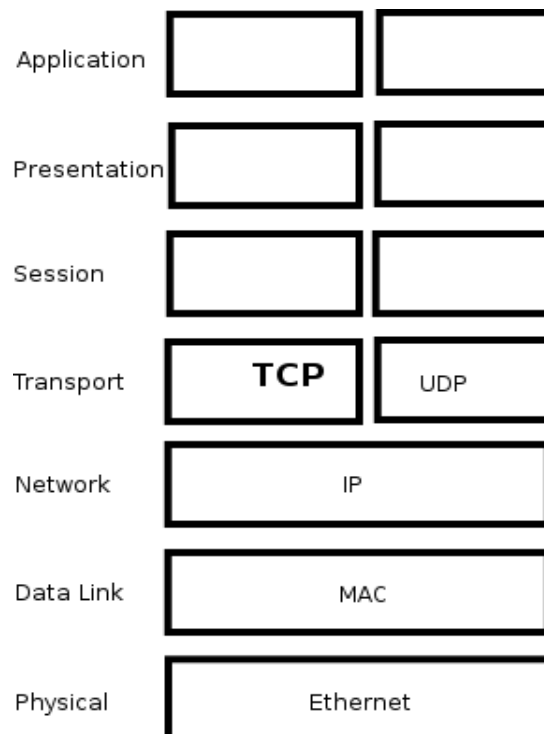 Application
Presentation
Session
Transport TCP UDP
Network IP
Data Link MAC
Physical Ethernet